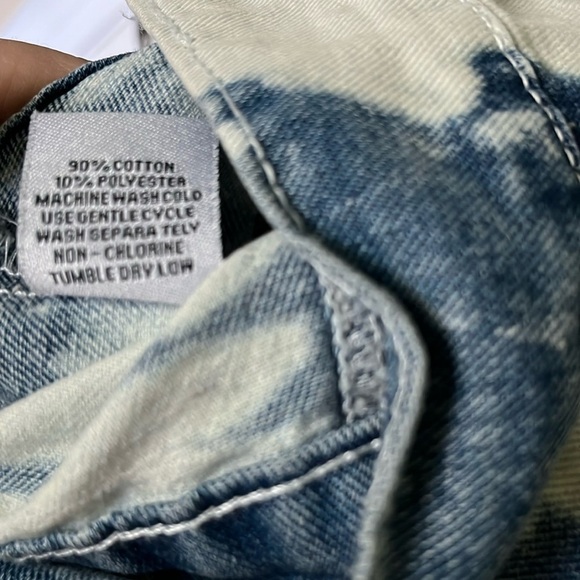 90% COTTON
10% POLYESTER
MACHINE WASH COLD
USE GENTLE CYCLE
WASH SEPARA TELY
NON - CHLORINE
TUMBLE DRY LOW